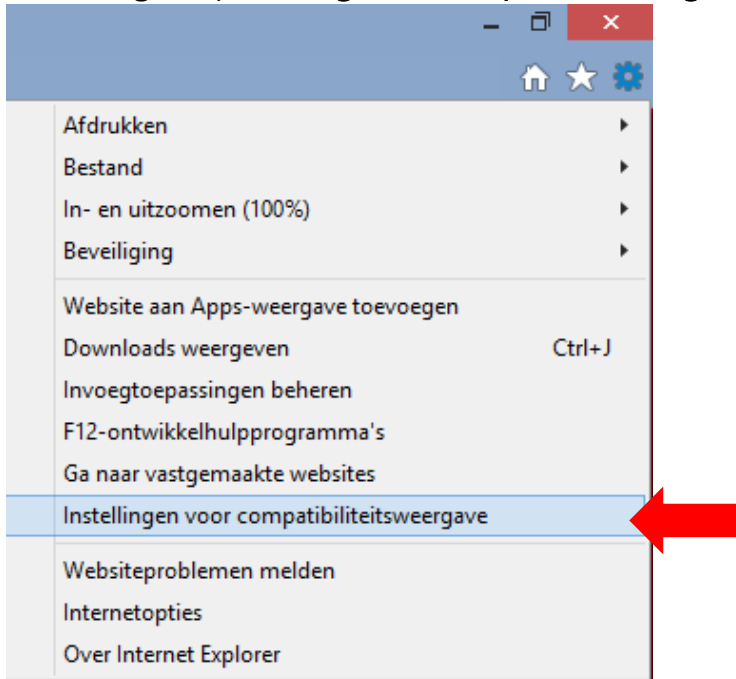 Afdrukken
Bestand
In- en uitzoomen (100%)
Beveiliging
Website aan Apps-weergave toevoegen
Downloads weergeven Ctrl+J
Invoegtoepassingen beheren
F12-ontwikkelhulpprogramma's
Ga naar vastgemaakte websites
Instellingen voor compatibiliteitsweergave
Websiteproblemen melden
Internetopties
Over Internet Explorer